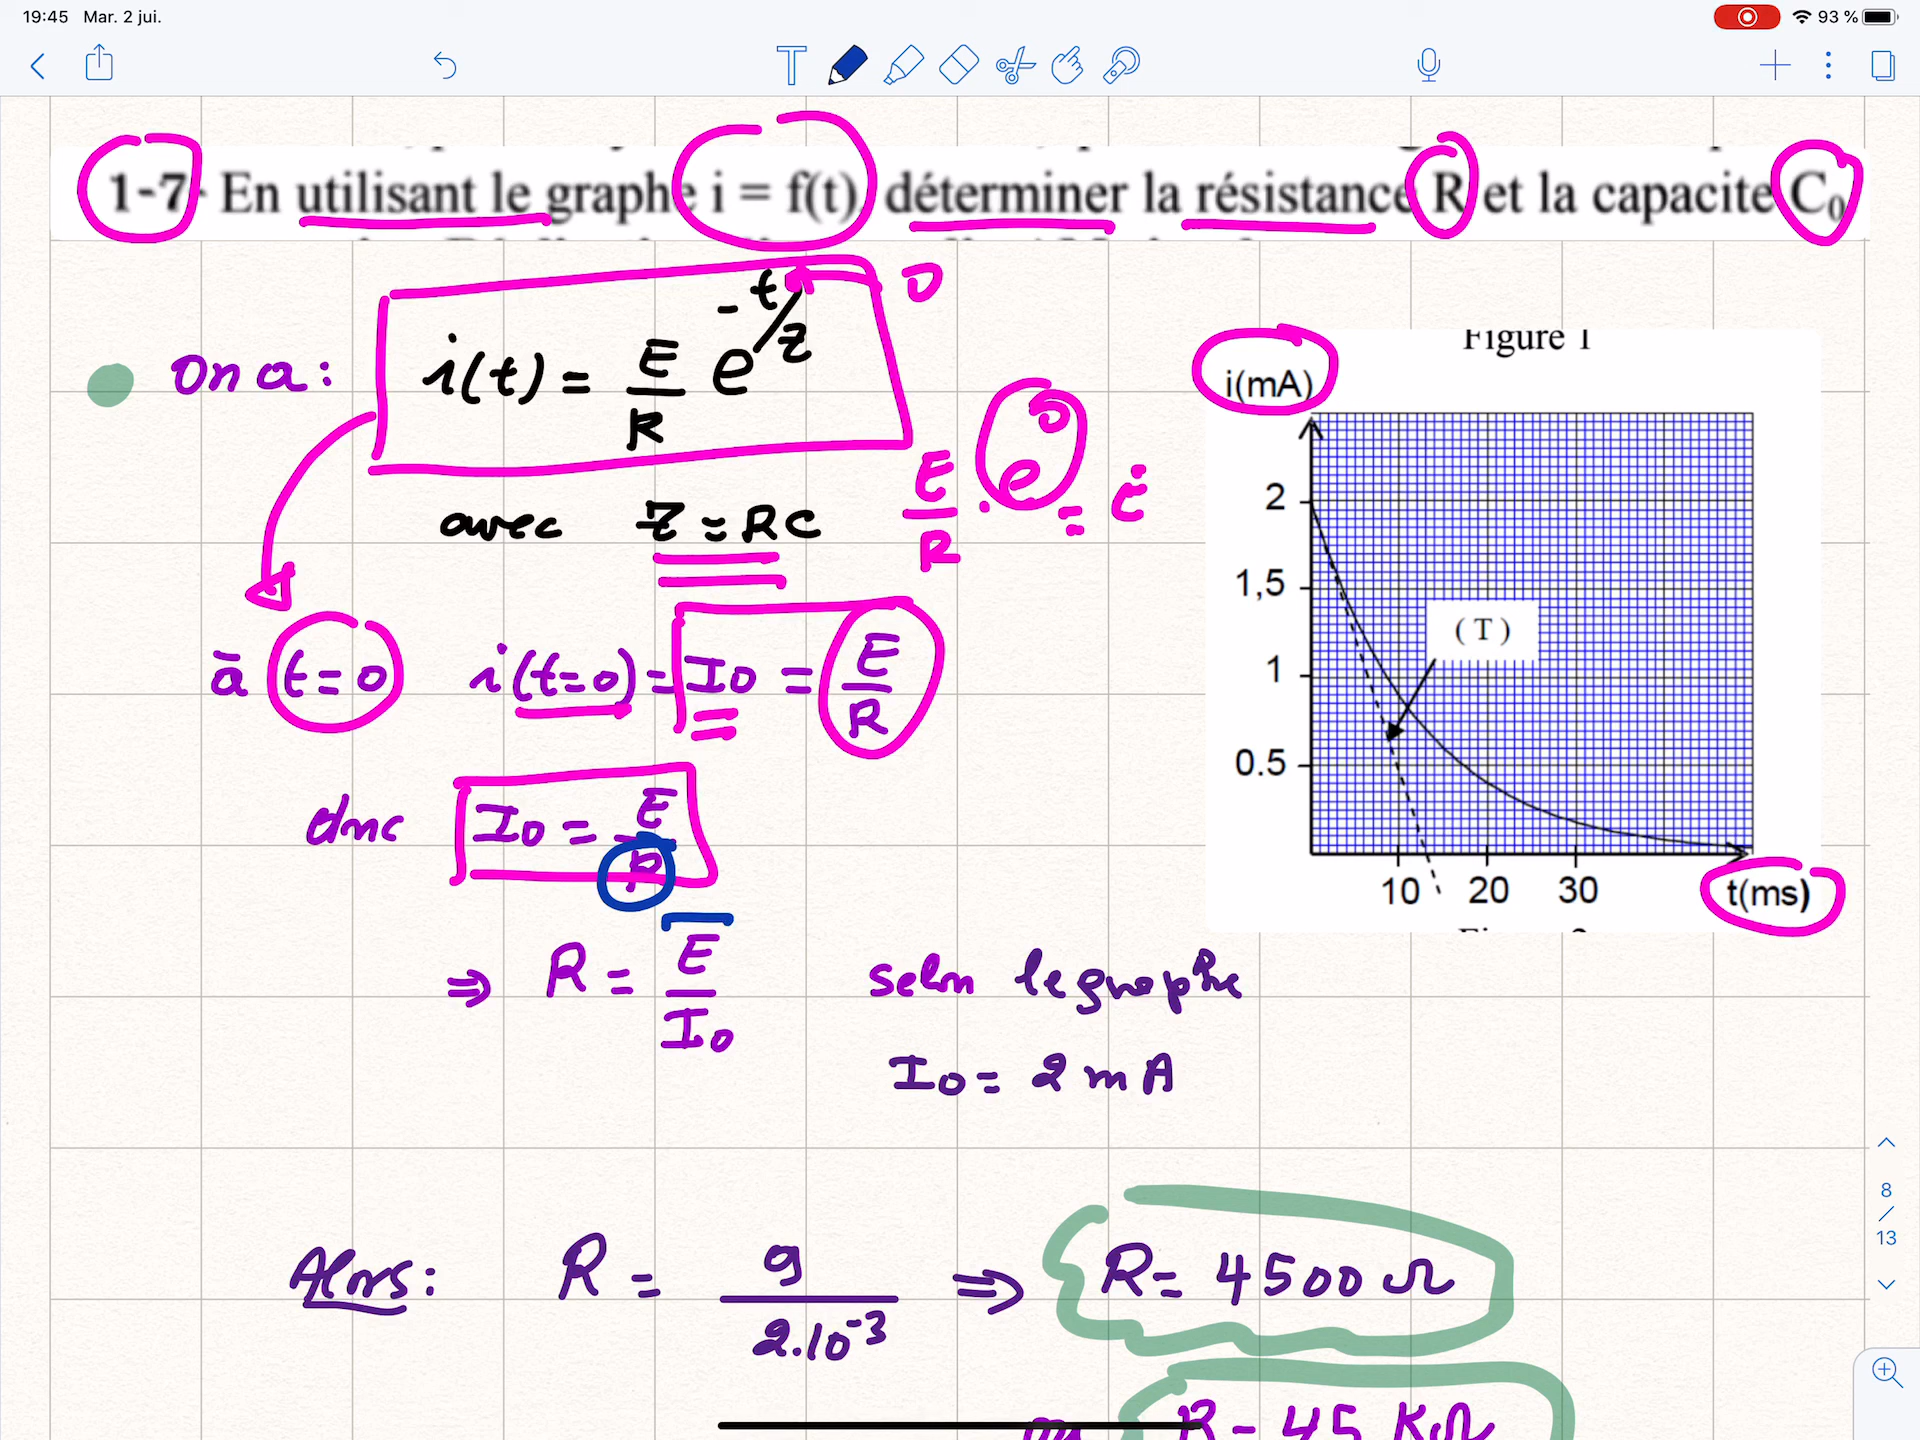 19:45 Mar. 2 jui. 93 %
1-7- En utilisant le graphe i = f(t) déterminer la résistance R et la capacite C₀
0
On a : i(t) = E/R e^-t/τ
E/R . e^0 = E
avec τ = RC
à t=0 i(t=0) = I0 = E/R
donc I0 = E/R
⇒ R = E/I0
selon le graphe
I0 = 2 mA
Figure 1
i(mA)
2
1,5
( T )
1
0.5
10 20 30 t(ms)
8
/
13
Alors : R = 9/2.10^-3 ⇒ R = 4500 Ω